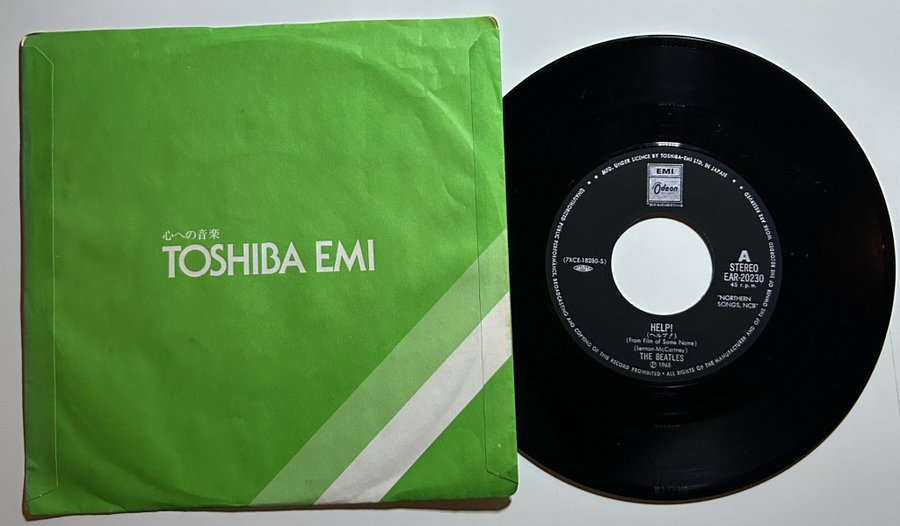 心への音楽
TOSHIBA EMI
• MFD. UNDER LICENCE BY TOSHIBA-EMI LTD. IN JAPAN •
EMI
Odeon
A
STEREO
EAR-20230
45 r.p.m.
(7XCE-18280-S)
"NORTHERN
SONGS, NCB"
HELP!
(ヘルプ!)
(From Film of Same Name)
(Lennon-McCartney)
THE BEATLES
Ⓟ 1965
UNAUTHORIZED PUBLIC PERFORMANCE, BROADCASTING AND COPYING OF THIS RECORD PROHIBITED • ALL RIGHTS OF THE MANUFACTURER AND OF THE OWNER OF THE RECORDED WORK ARE RESERVED